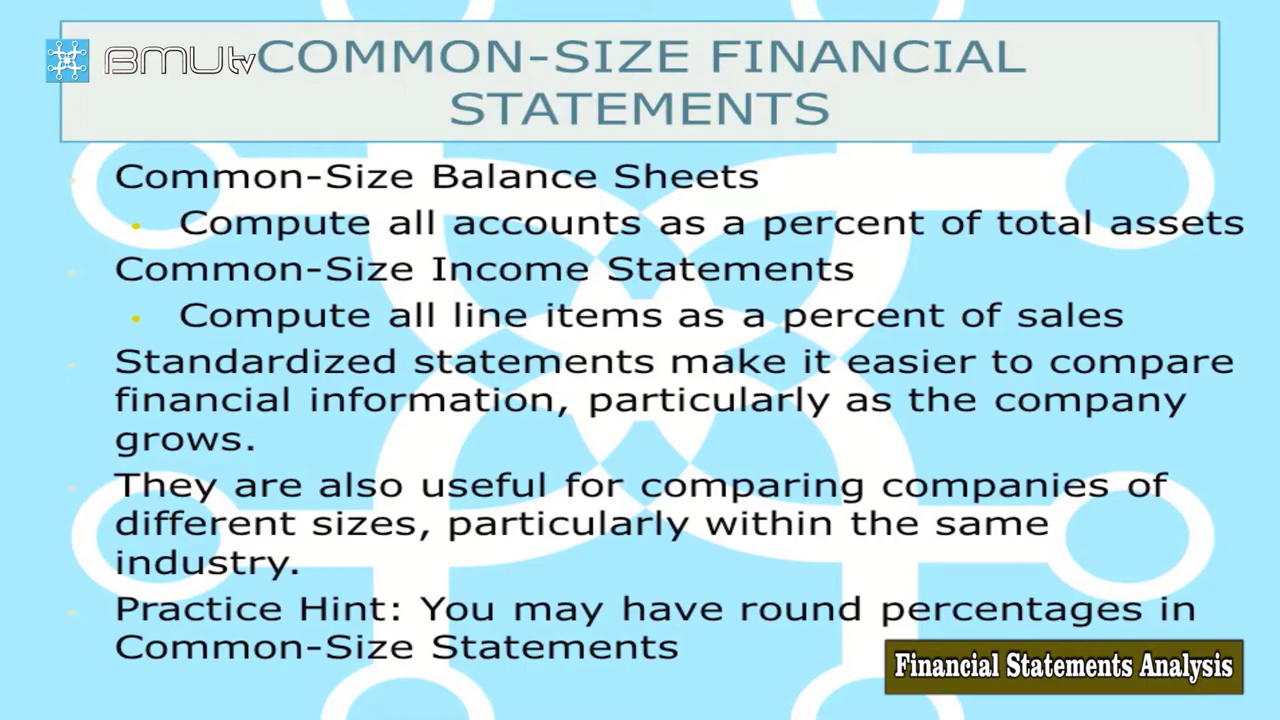 BMUtv
COMMON-SIZE FINANCIAL
STATEMENTS
Common-Size Balance Sheets
Compute all accounts as a percent of total assets
Common-Size Income Statements
Compute all line items as a percent of sales
Standardized statements make it easier to compare
financial information, particularly as the company
grows.
They are also useful for comparing companies of
different sizes, particularly within the same
industry.
Practice Hint: You may have round percentages in
Common-Size Statements
Financial Statements Analysis